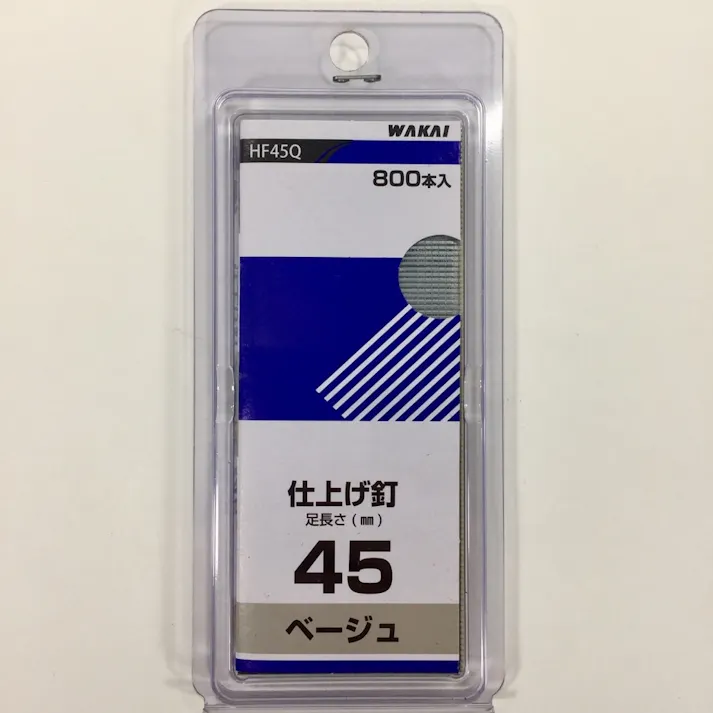 WAKAI
HF45Q
800本入
仕上げ釘
足長さ(㎜)
45
ベージュ